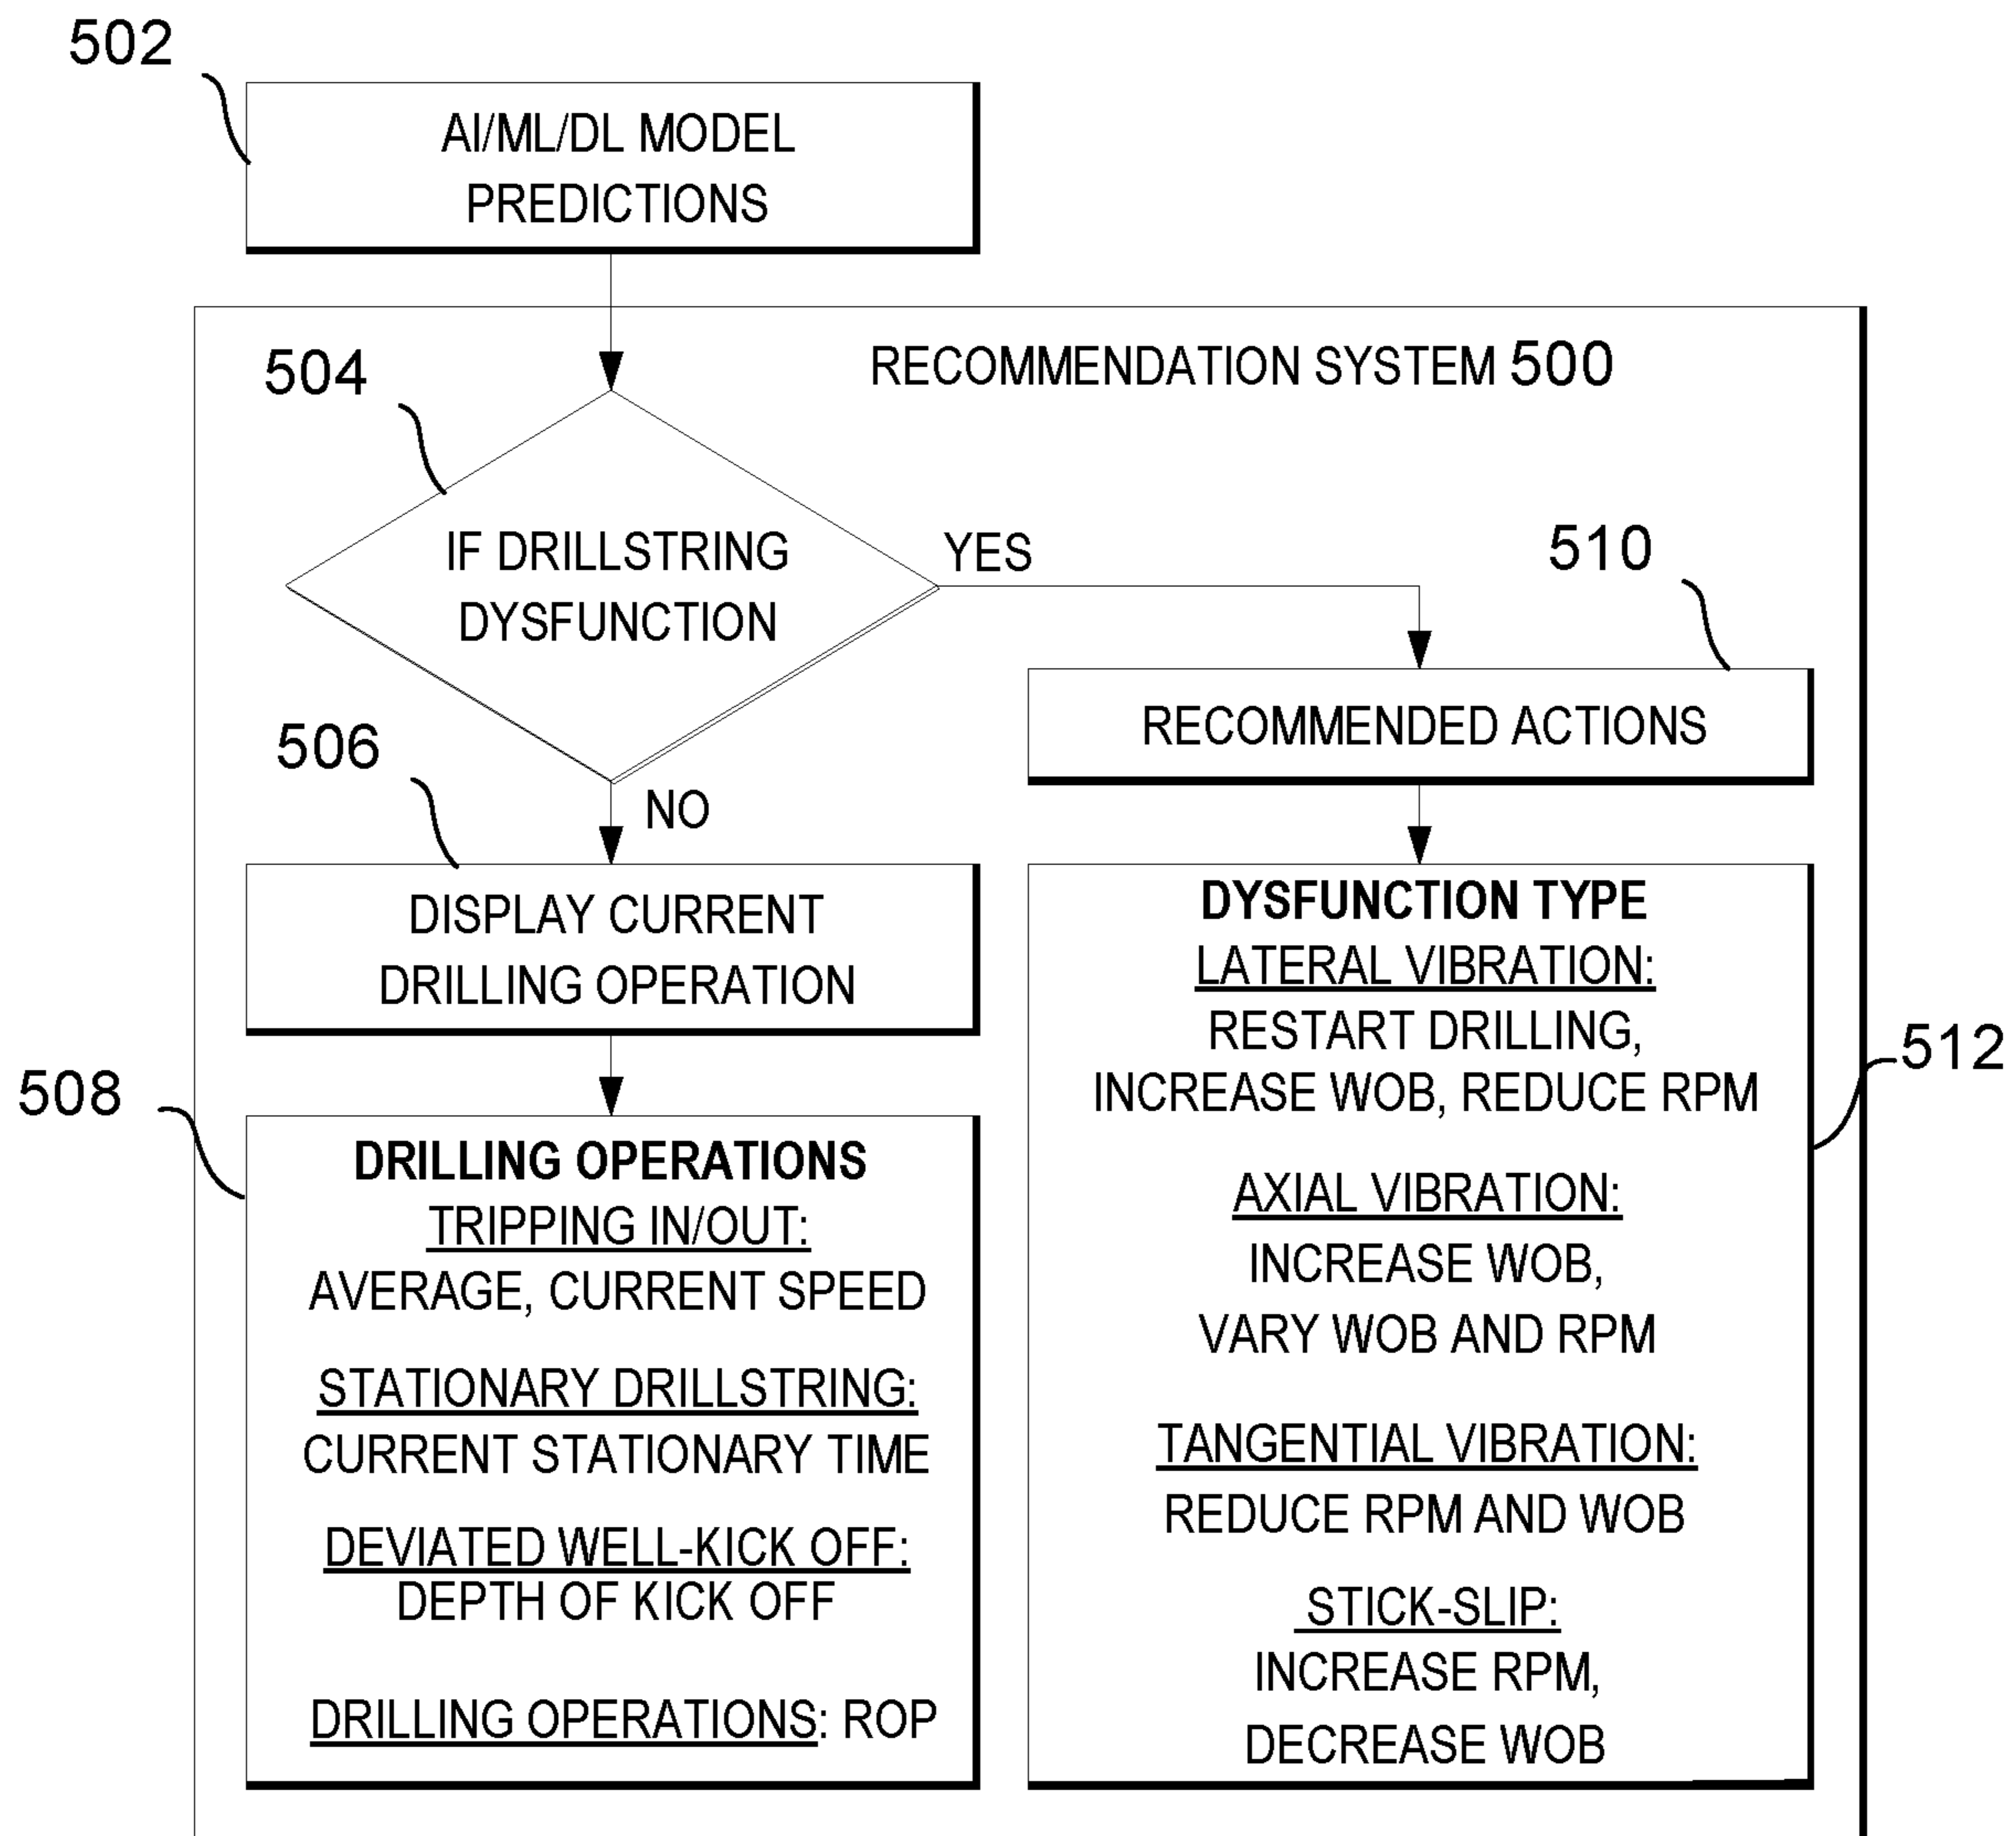 502
AI/ML/DL MODEL
PREDICTIONS
RECOMMENDATION SYSTEM 500
504
IF DRILLSTRING
DYSFUNCTION
YES
510
RECOMMENDED ACTIONS
506
NO
DISPLAY CURRENT
DRILLING OPERATION
508
DRILLING OPERATIONS
TRIPPING IN/OUT:
AVERAGE, CURRENT SPEED
STATIONARY DRILLSTRING:
CURRENT STATIONARY TIME
DEVIATED WELL-KICK OFF:
DEPTH OF KICK OFF
DRILLING OPERATIONS: ROP
DYSFUNCTION TYPE
LATERAL VIBRATION:
RESTART DRILLING,
INCREASE WOB, REDUCE RPM
AXIAL VIBRATION:
INCREASE WOB,
VARY WOB AND RPM
TANGENTIAL VIBRATION:
REDUCE RPM AND WOB
STICK-SLIP:
INCREASE RPM,
DECREASE WOB
512